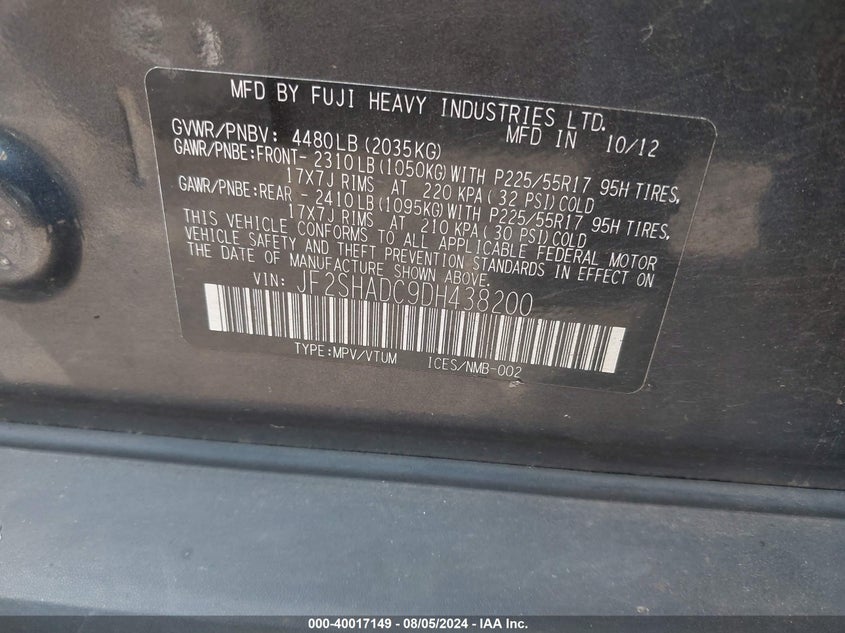 MFD BY FUJI HEAVY INDUSTRIES LTD.
MFD IN 10/12
GVWR/PNBV: 4480LB(2035KG)
GAWR/PNBE:FRONT- 2310LB(1050KG)WITH P225/55R17 95H TIRES,
17X7J RIMS AT 220 KPA(32 PSI)COLD
GAWR/PNBE:REAR - 2410LB(1095KG)WITH P225/55R17 95H TIRES,
17X7J RIMS AT 210 KPA(30 PSI)COLD
THIS VEHICLE CONFORMS TO ALL APPLICABLE FEDERAL MOTOR
VEHICLE SAFETY AND THEFT PREVENTION STANDARDS IN EFFECT ON
THE DATE OF MANUFACTURE SHOWN ABOVE.
VIN: JF2SHADC9DH438200
TYPE:MPV/VTUM ICES/NMB-002
000-40017149 - 08/05/2024 - IAA Inc.